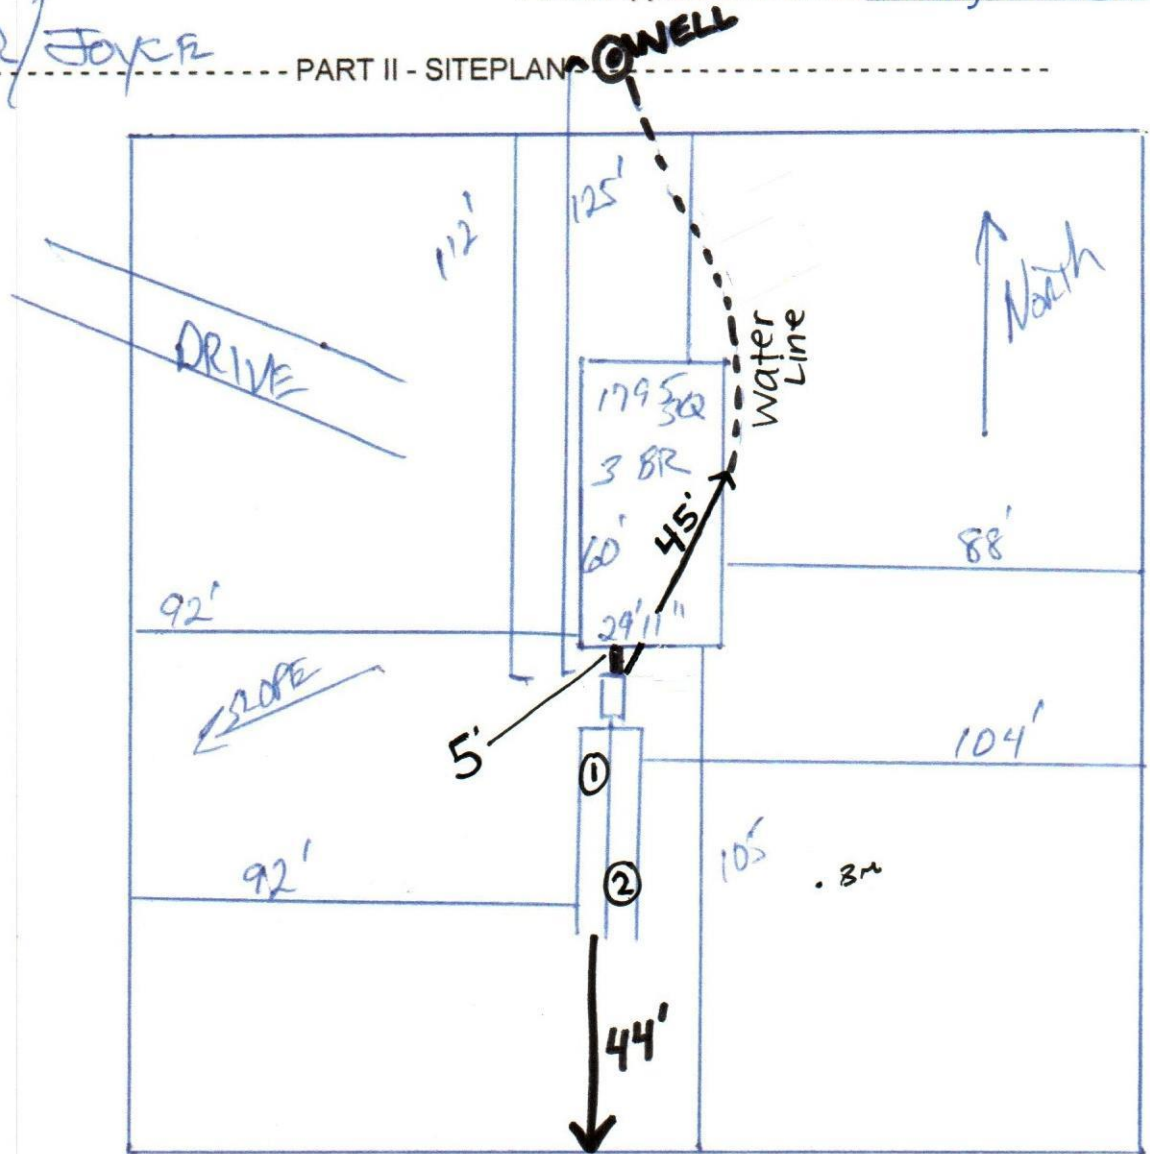 JOYCE
PART II - SITEPLAN
WELL
112'
125'
North
DRIVE
Water
Line
1795 SQ
3 BR
45'
60'
88'
92'
29'11"
SLOPE
5'
104'
①
92'
②
105'
. BM
44'